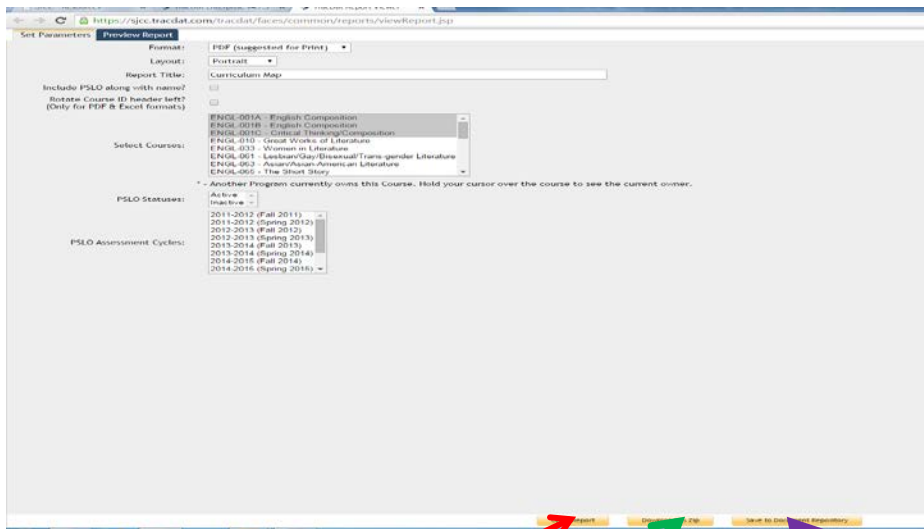 https://sjcc.tracdat.com/tracdat/faces/common/reports/viewReport.jsp
Set Parameters Preview Report
Format: PDF (suggested for Print)
Layout: Portrait
Report Title: Curriculum Map
Include PSLO along with name?
Rotate Course ID header left?
(Only for PDF & Excel formats)
Select Courses:
ENGL-001A - English Composition
ENGL-001B - English Composition
ENGL-001C - Critical Thinking/Composition
ENGL-010 - Great Works of Literature
ENGL-033 - Women in Literature
ENGL-061 - Lesbian/Gay/Bisexual/Trans-gender Literature
ENGL-063 - Asian/Asian-American Literature
ENGL-065 - The Short Story
* - Another Program currently owns this Course. Hold your cursor over the course to see the current owner.
PSLO Statuses:
Active
Inactive
PSLO Assessment Cycles:
2011-2012 (Fall 2011)
2011-2012 (Spring 2012)
2012-2013 (Fall 2012)
2012-2013 (Spring 2013)
2013-2014 (Fall 2013)
2013-2014 (Spring 2014)
2014-2015 (Fall 2014)
2014-2015 (Spring 2015)
Report Zip Save to Repository